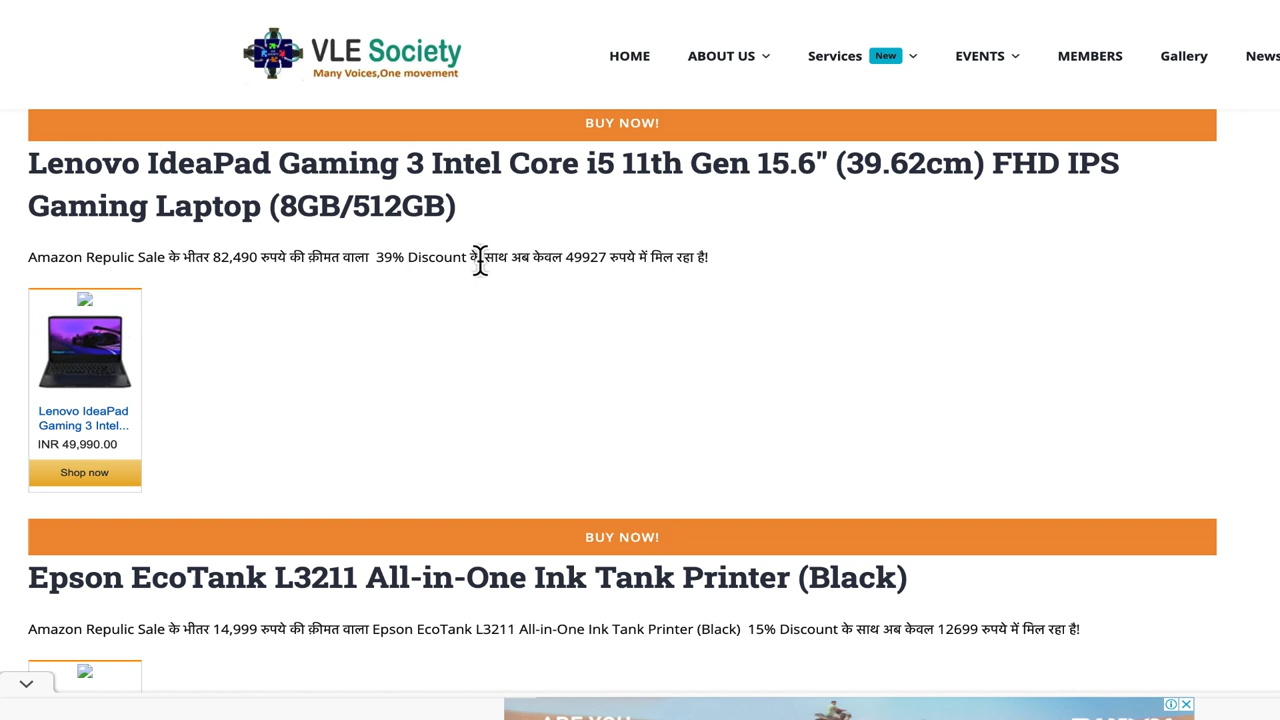 VLE Society
Many Voices,One movement
HOME ABOUT US Services New EVENTS MEMBERS Gallery News
BUY NOW!
Lenovo IdeaPad Gaming 3 Intel Core i5 11th Gen 15.6" (39.62cm) FHD IPS
Gaming Laptop (8GB/512GB)
Amazon Repulic Sale के भीतर 82,490 रुपये की क़ीमत वाला 39% Discount के साथ अब केवल 49927 रुपये में मिल रहा है!
Lenovo IdeaPad
Gaming 3 Intel...
INR 49,990.00
Shop now
BUY NOW!
Epson EcoTank L3211 All-in-One Ink Tank Printer (Black)
Amazon Repulic Sale के भीतर 14,999 रुपये की क़ीमत वाला Epson EcoTank L3211 All-in-One Ink Tank Printer (Black) 15% Discount के साथ अब केवल 12699 रुपये में मिल रहा है!
ARE YOU